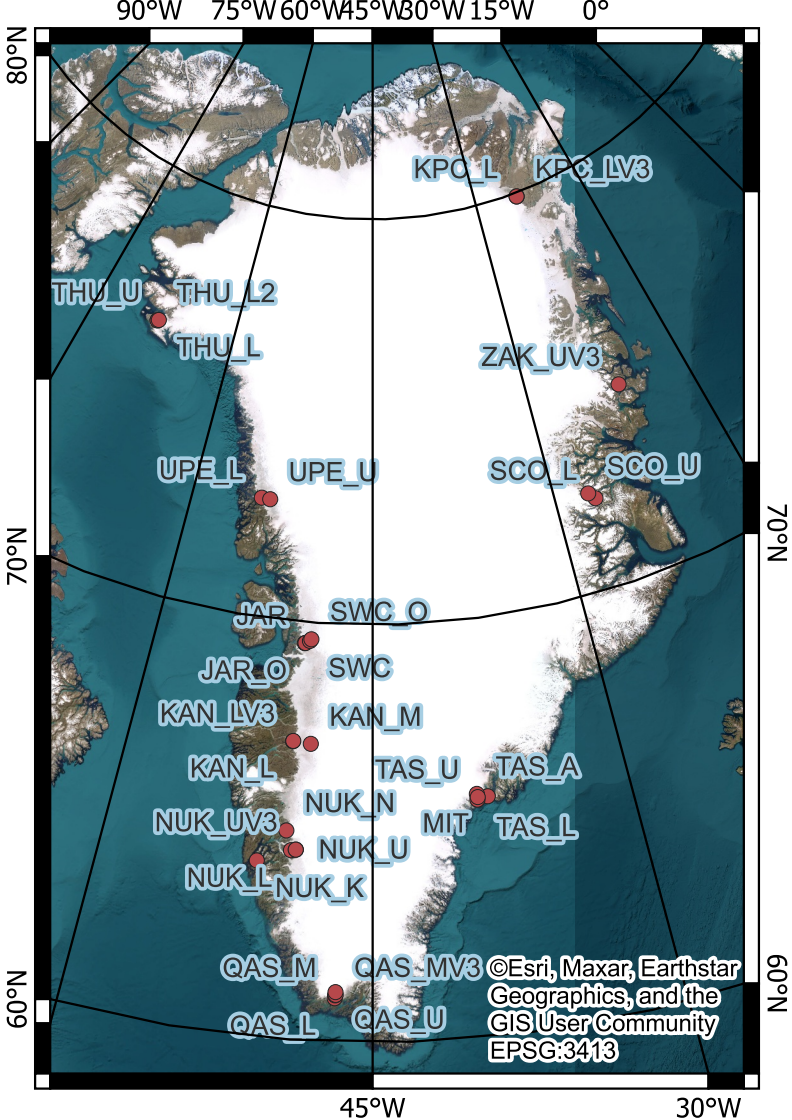 90°W 75°W 60°W 45°W 30°W 15°W 0°
80°N
KPC_L KPC_LV3
THU_U THU_L2
THU_L
ZAK_UV3
UPE_L UPE_U
SCO_L SCO_U
70°N
70°N
JAR SWC_O
JAR_O SWC
KAN_LV3 KAN_M
KAN_L
TAS_U TAS_A
NUK_N
NUK_UV3
MIT TAS_L
NUK_U
NUK_L NUK_K
QAS_M QAS_MV3
QAS_L QAS_U
60°N
60°N
©Esri, Maxar, Earthstar
Geographics, and the
GIS User Community
EPSG:3413
45°W 30°W